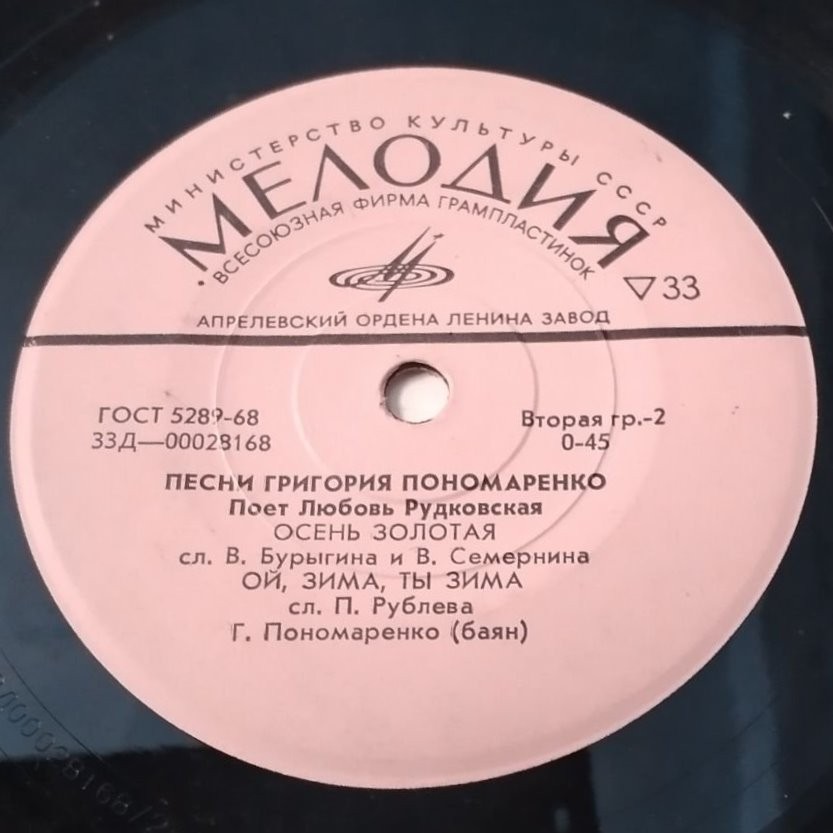 МИНИСТЕРСТВО КУЛЬТУРЫ СССР
МЕЛОДИЯ
• ВСЕСОЮЗНАЯ ФИРМА ГРАМПЛАСТИНОК
▽33
АПРЕЛЕВСКИЙ ОРДЕНА ЛЕНИНА ЗАВОД
ГОСТ 5289-68 Вторая гр.-2
33Д—00028168 0-45
ПЕСНИ ГРИГОРИЯ ПОНОМАРЕНКО
Поет Любовь Рудковская
ОСЕНЬ ЗОЛОТАЯ
сл. В. Бурыгина и В. Семернина
ОЙ, ЗИМА, ТЫ ЗИМА
сл. П. Рублева
Г. Пономаренко (баян)
Д00028168/2